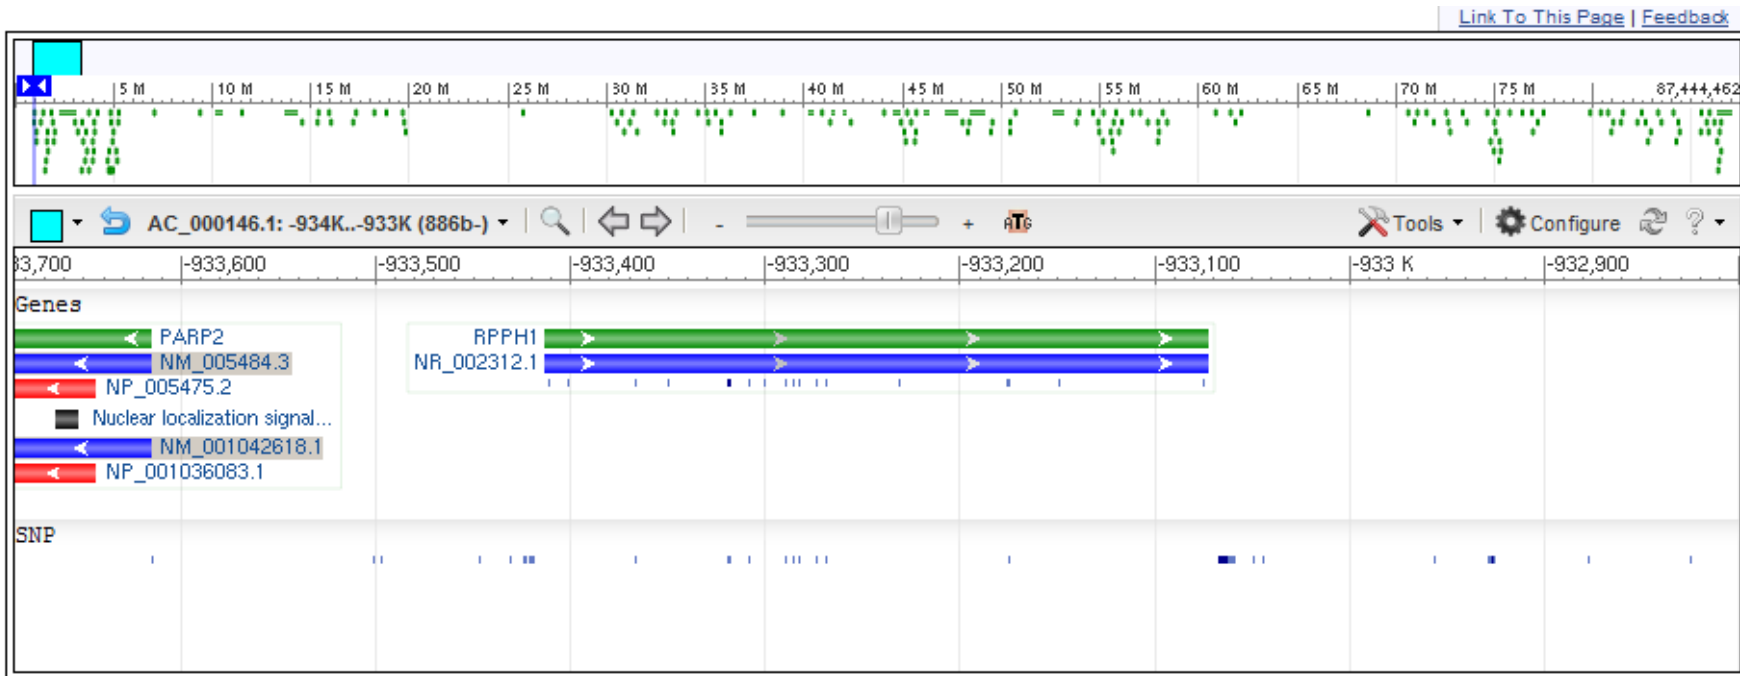 Link To This Page | Feedback
5 M 10 M 15 M 20 M 25 M 30 M 35 M 40 M 45 M 50 M 55 M 60 M 65 M 70 M 75 M 87,444,462
AC_000146.1: -934K..-933K (886b-) - + ATG Tools Configure ?
33,700 -933,600 -933,500 -933,400 -933,300 -933,200 -933,100 -933 K -932,900
Genes
PARP2 RPPH1
NM_005484.3 NR_002312.1
NP_005475.2
Nuclear localization signal...
NM_001042618.1
NP_001036083.1
SNP